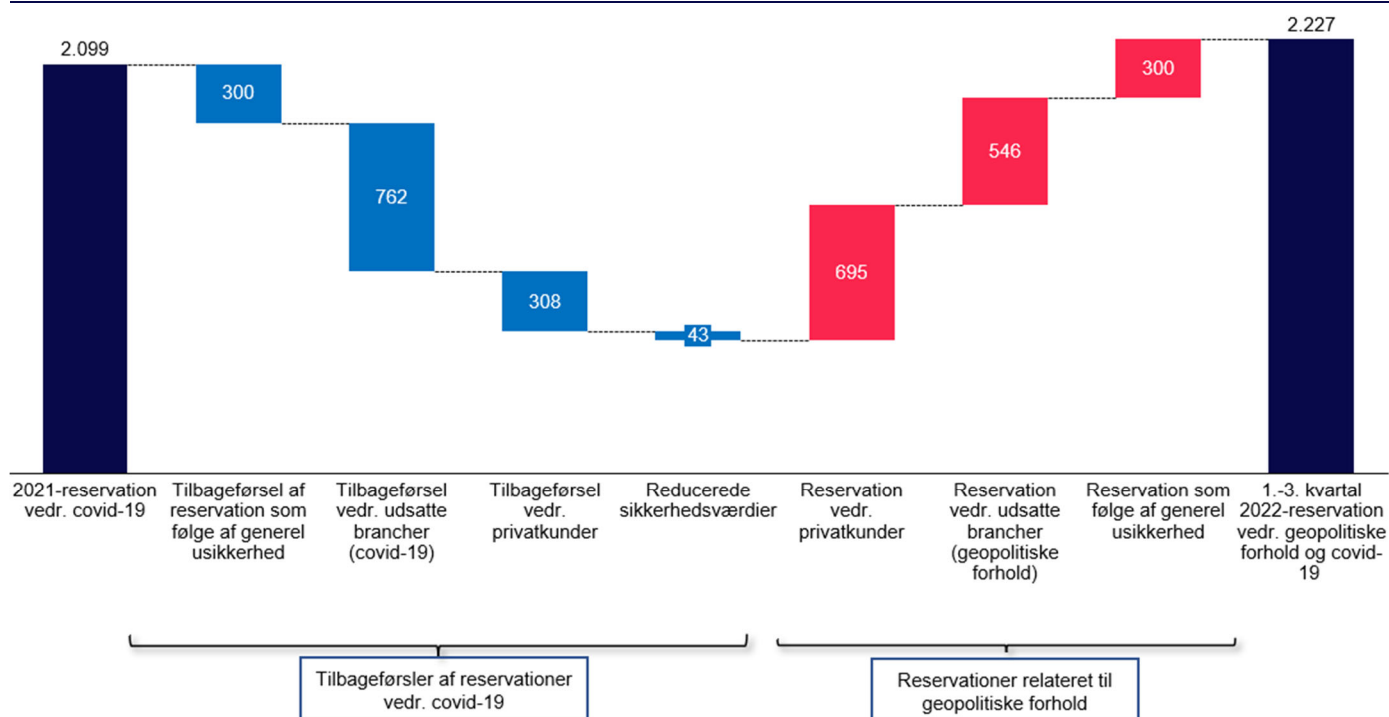 2.099
300
762
308
43
695
546
300
2.227
2021-reservation
vedr. covid-19
Tilbageførsel af
reservation som
følge af generel
usikkerhed
Tilbageførsel
vedr. udsatte
brancher
(covid-19)
Tilbageførsel
vedr.
privatkunder
Reducerede
sikkerhedsværdier
Reservation
vedr.
privatkunder
Reservation
vedr. udsatte
brancher
(geopolitiske
forhold)
Reservation som
følge af generel
usikkerhed
1.-3. kvartal
2022-reservation
vedr. geopolitiske
forhold og covid-
19
Tilbageførsler af reservationer
vedr. covid-19
Reservationer relateret til
geopolitiske forhold